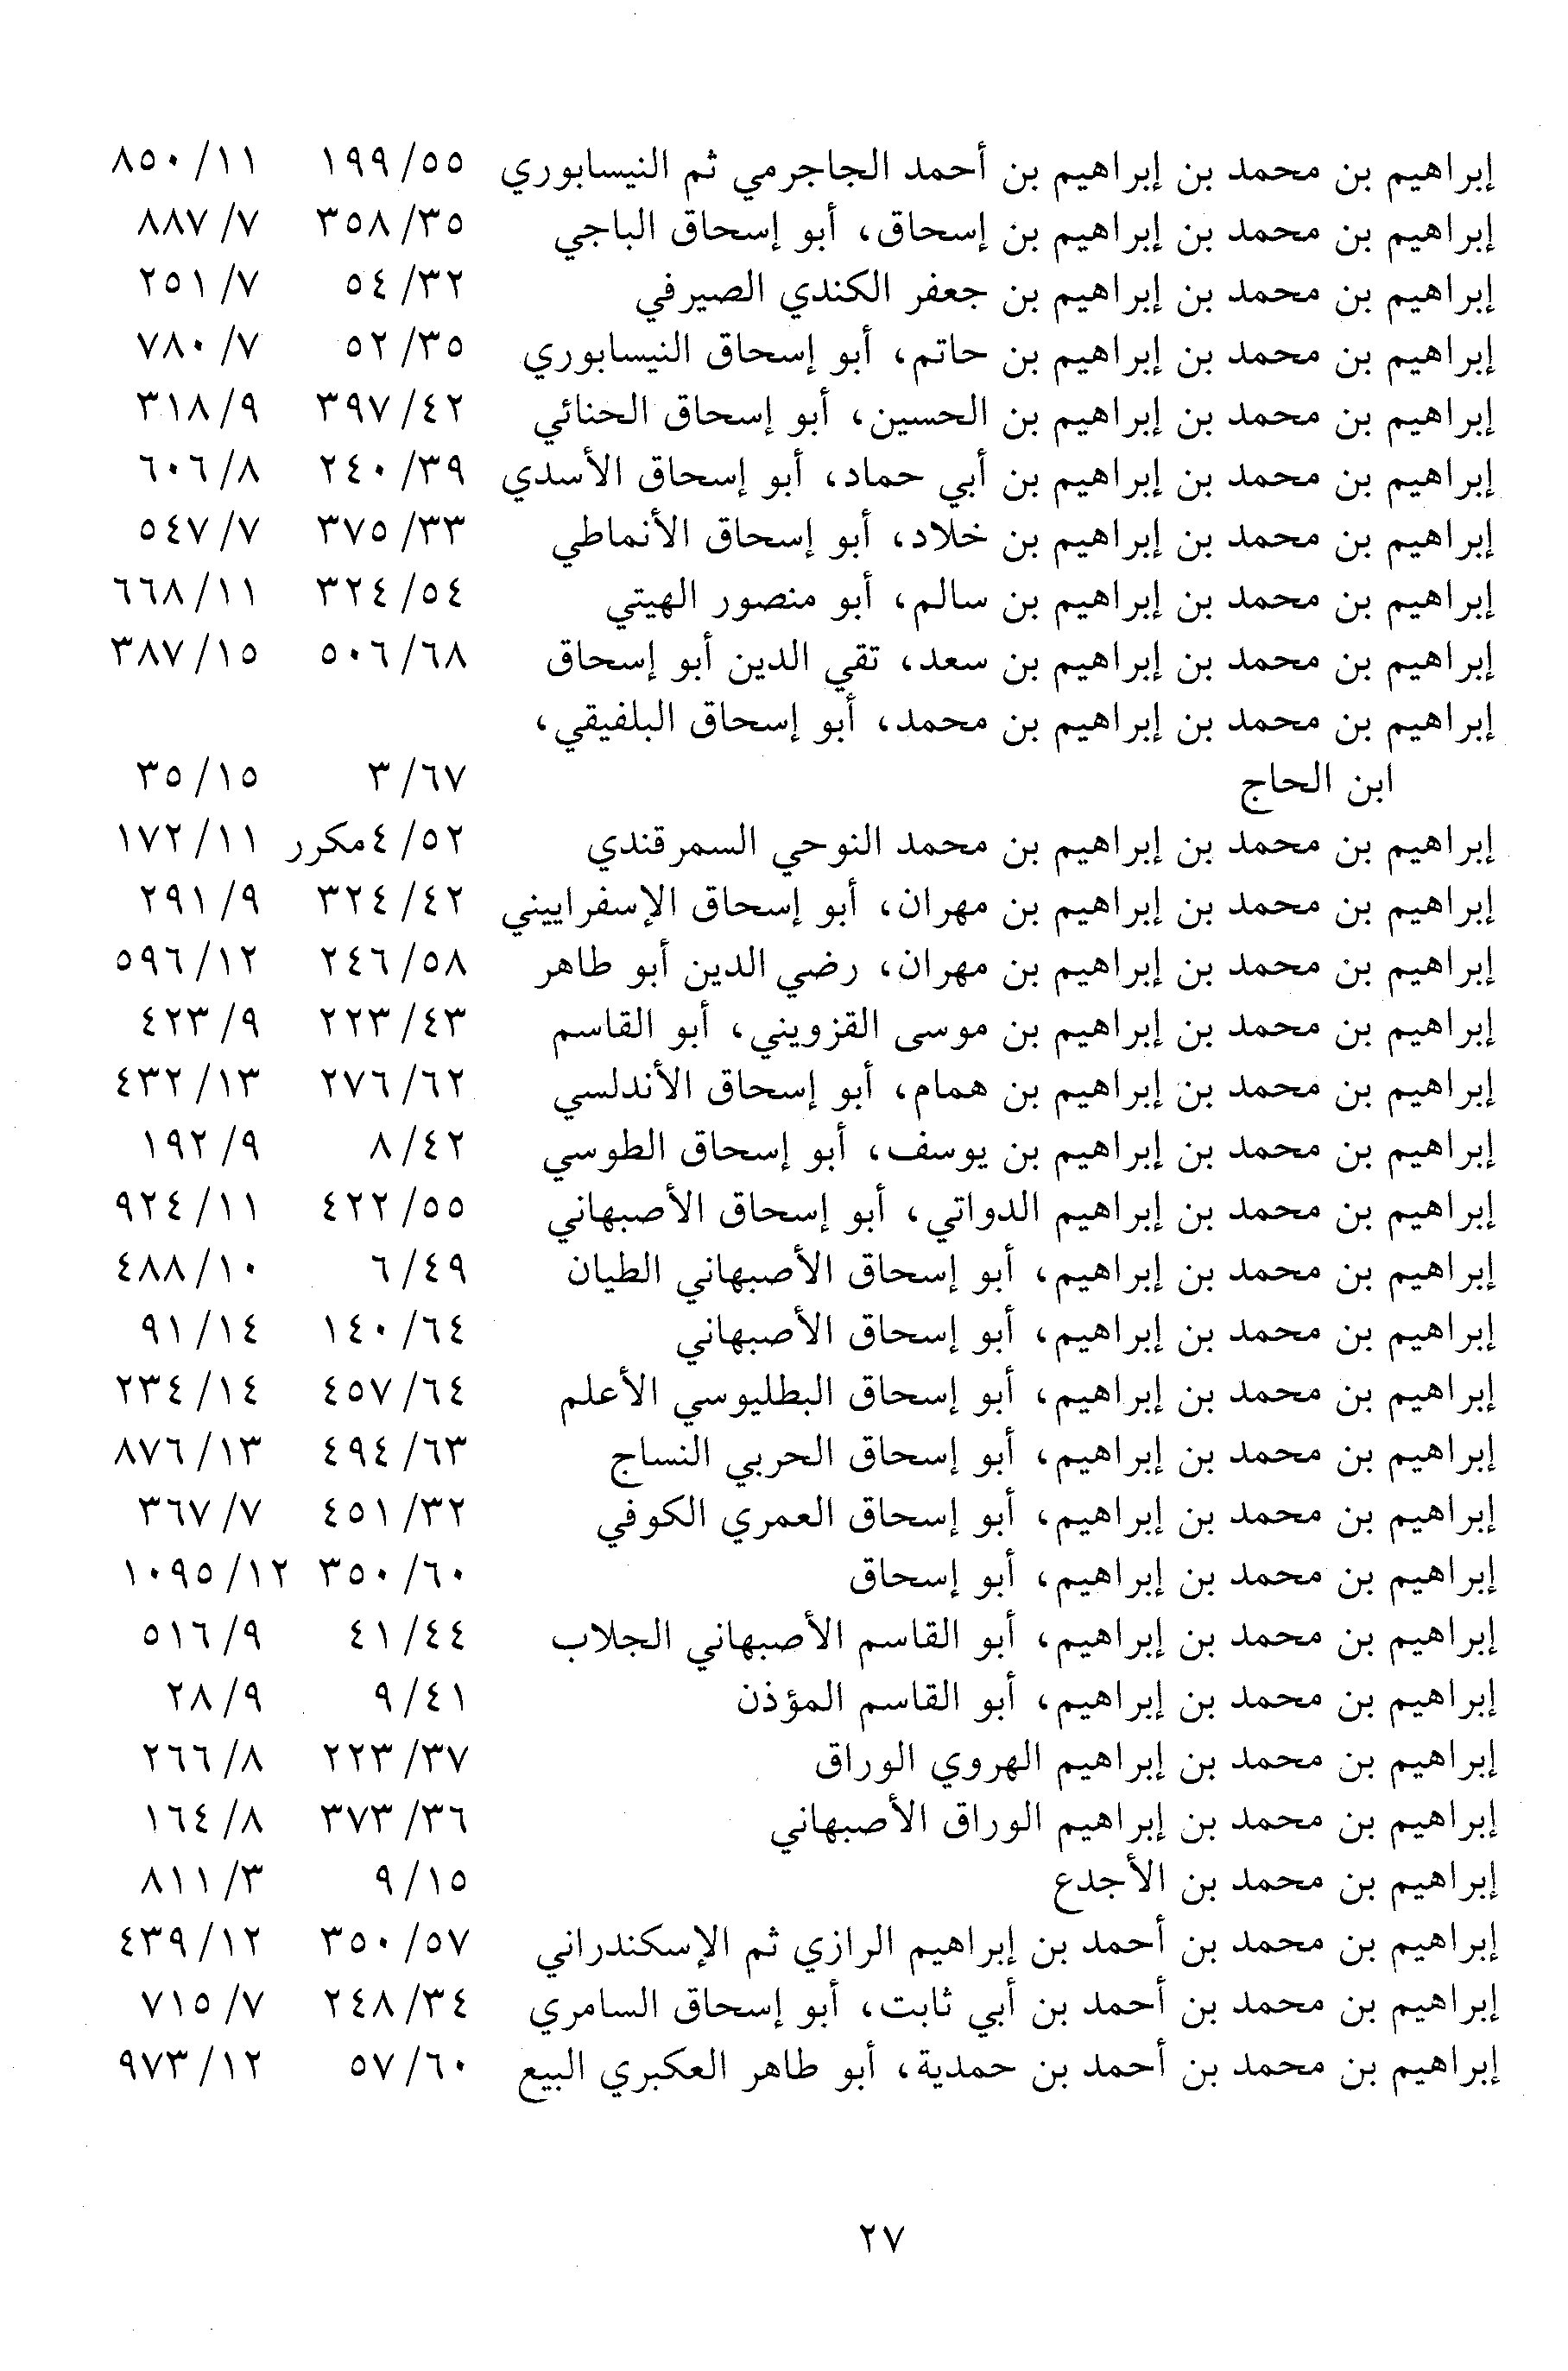 إبراهيم بن محمد بن إبراهيم بن أحمد الجاجرمي ثم النيسابوري ٥٥/ ١٩٩ ١١/ ٨٥٠
إبراهيم بن محمد بن إبراهيم بن إسحاق، أبو إسحاق الباجي ٣٥/ ٣٥٨ ٧/ ٨٨٧
إبراهيم بن محمد بن إبراهيم بن جعفر الكندي الصيرفي ٣٢/ ٥٤ ٧/ ٢٥١
إبراهيم بن محمد بن إبراهيم بن حاتم، أبو إسحاق النيسابوري ٣٥/ ٥٢ ٧/ ٧٨٠
إبراهيم بن محمد بن إبراهيم بن الحسين، أبو إسحاق الحنائي ٤٢/ ٣٩٧ ٩/ ٣١٨
إبراهيم بن محمد بن إبراهيم بن أبي حماد، أبو إسحاق الأسدي ٣٩/ ٢٤٠ ٨/ ٦٠٦
إبراهيم بن محمد بن إبراهيم بن خلاد، أبو إسحاق الأنماطي ٣٣/ ٣٧٥ ٧/ ٥٤٧
إبراهيم بن محمد بن إبراهيم بن سالم، أبو منصور الهيتي ٥٤/ ٣٢٤ ١١/ ٦٦٨
إبراهيم بن محمد بن إبراهيم بن سعد، تقي الدين أبو إسحاق ٦٨/ ٥٠٦ ١٥/ ٣٨٧
إبراهيم بن محمد بن إبراهيم بن محمد، أبو إسحاق البلفيقي،
ابن الحاج ٦٧/ ٣ ١٥/ ٣٥
إبراهيم بن محمد بن إبراهيم بن محمد النوحي السمرقندي ٥٢/ ٤مكرر ١١/ ١٧٢
إبراهيم بن محمد بن إبراهيم بن مهران، أبو إسحاق الإسفراييني ٤٢/ ٣٢٤ ٩/ ٢٩١
إبراهيم بن محمد بن إبراهيم بن مهران، رضي الدين أبو طاهر ٥٨/ ٢٤٦ ١٢/ ٥٩٦
إبراهيم بن محمد بن إبراهيم بن موسى القزويني، أبو القاسم ٤٣/ ٢٢٣ ٩/ ٤٢٣
إبراهيم بن محمد بن إبراهيم بن همام، أبو إسحاق الأندلسي ٦٢/ ٢٧٦ ١٣/ ٤٣٢
إبراهيم بن محمد بن إبراهيم بن يوسف، أبو إسحاق الطوسي ٤٢/ ٨ ٩/ ١٩٢
إبراهيم بن محمد بن إبراهيم الدواتي، أبو إسحاق الأصبهاني ٥٥/ ٤٢٢ ١١/ ٩٢٤
إبراهيم بن محمد بن إبراهيم، أبو إسحاق الأصبهاني الطيان ٤٩/ ٦ ١٠/ ٤٨٨
إبراهيم بن محمد بن إبراهيم، أبو إسحاق الأصبهاني ٦٤/ ١٤٠ ١٤/ ٩١
إبراهيم بن محمد بن إبراهيم، أبو إسحاق البطليوسي الأعلم ٦٤/ ٤٥٧ ١٤/ ٢٣٤
إبراهيم بن محمد بن إبراهيم، أبو إسحاق الحربي النساج ٦٣/ ٤٩٤ ١٣/ ٨٧٦
إبراهيم بن محمد بن إبراهيم، أبو إسحاق العمري الكوفي ٣٢/ ٤٥١ ٧/ ٣٦٧
إبراهيم بن محمد بن إبراهيم، أبو إسحاق ٦٠/ ٣٥٠ ١٢/ ١٠٩٥
إبراهيم بن محمد بن إبراهيم، أبو القاسم الأصبهاني الجلاب ٤٤/ ٤١ ٩/ ٥١٦
إبراهيم بن محمد بن إبراهيم، أبو القاسم المؤذن ٤١/ ٩ ٩/ ٢٨
إبراهيم بن محمد بن إبراهيم الهروي الوراق ٣٧/ ٢٢٣ ٨/ ٢٦٦
إبراهيم بن محمد بن إبراهيم الوراق الأصبهاني ٣٦/ ٣٧٣ ٨/ ١٦٤
إبراهيم بن محمد بن الأجدع ١٥/ ٩ ٣/ ٨١١
إبراهيم بن محمد بن أحمد بن إبراهيم الرازي ثم الإسكندراني ٥٧/ ٣٥٠ ١٢/ ٤٣٩
إبراهيم بن محمد بن أحمد بن أبي ثابت، أبو إسحاق السامري ٣٤/ ٢٤٨ ٧/ ٧١٥
إبراهيم بن محمد بن أحمد بن حمدية، أبو طاهر العكبري البيع ٦٠/ ٥٧ ١٢/ ٩٧٣
٢٧